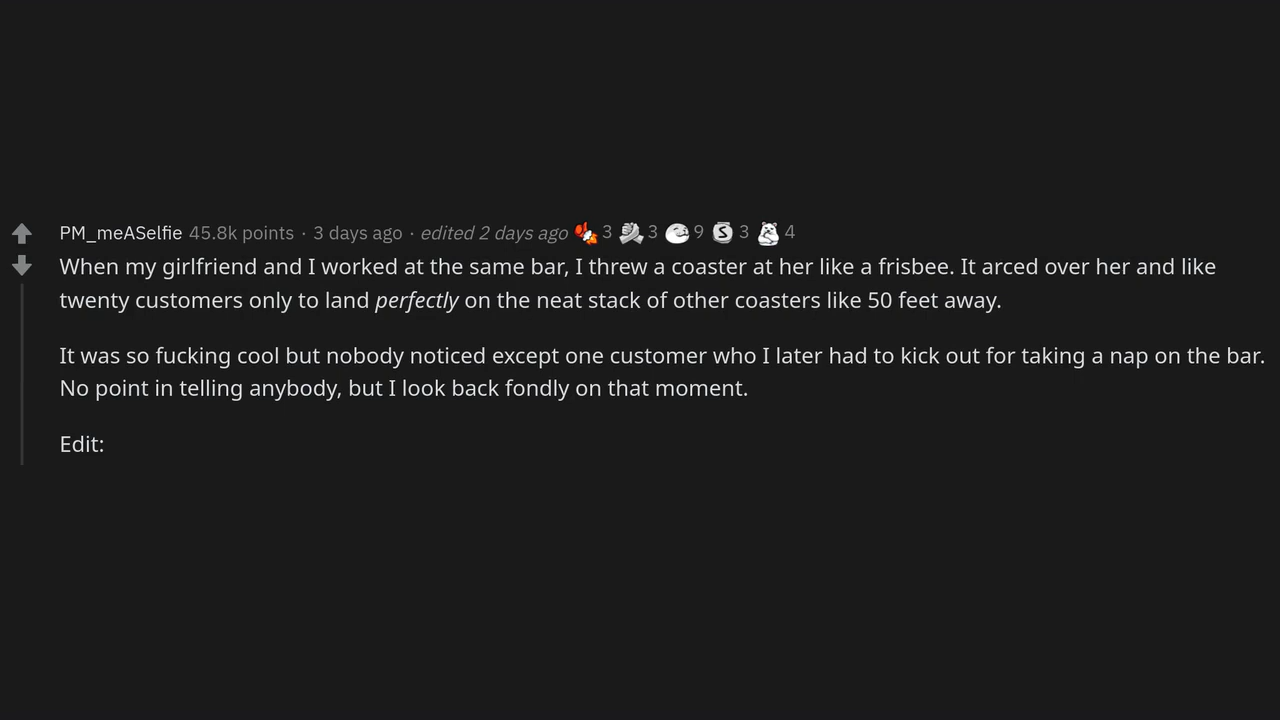 PM_meASelfie 45.8k points · 3 days ago · edited 2 days ago 3 3 9 S 3 4
When my girlfriend and I worked at the same bar, I threw a coaster at her like a frisbee. It arced over her and like
twenty customers only to land perfectly on the neat stack of other coasters like 50 feet away.
It was so fucking cool but nobody noticed except one customer who I later had to kick out for taking a nap on the bar.
No point in telling anybody, but I look back fondly on that moment.
Edit: